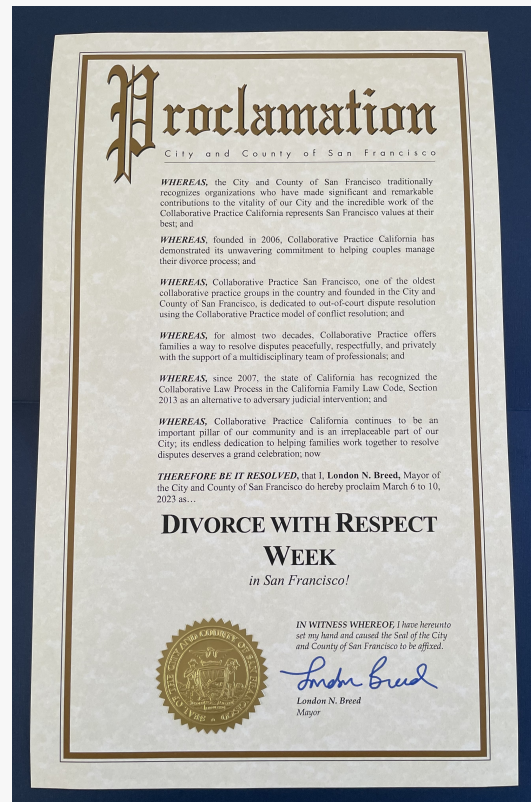 Proclamation
City and County of San Francisco
WHEREAS, the City and County of San Francisco traditionally
recognizes organizations who have made significant and remarkable
contributions to the vitality of our City and the incredible work of the
Collaborative Practice California represents San Francisco values at their
best; and
WHEREAS, founded in 2006, Collaborative Practice California has
demonstrated its unwavering commitment to helping couples manage
their divorce process; and
WHEREAS, Collaborative Practice San Francisco, one of the oldest
collaborative practice groups in the country and founded in the City and
County of San Francisco, is dedicated to out-of-court dispute resolution
using the Collaborative Practice model of conflict resolution; and
WHEREAS, for almost two decades, Collaborative Practice offers
families a way to resolve disputes peacefully, respectfully, and privately
with the support of a multidisciplinary team of professionals; and
WHEREAS, since 2007, the state of California has recognized the
Collaborative Law Process in the California Family Law Code, Section
2013 as an alternative to adversary judicial intervention; and
WHEREAS, Collaborative Practice California continues to be an
important pillar of our community and is an irreplaceable part of our
City; its endless dedication to helping families work together to resolve
disputes deserves a grand celebration; now
THEREFORE BE IT RESOLVED, that I, London N. Breed, Mayor of
the City and County of San Francisco do hereby proclaim March 6 to 10,
2023 as…
DIVORCE WITH RESPECT
WEEK
in San Francisco!
IN WITNESS WHEREOF, I have hereunto
set my hand and caused the Seal of the City
and County of San Francisco to be affixed.
London Breed
London N. Breed
Mayor